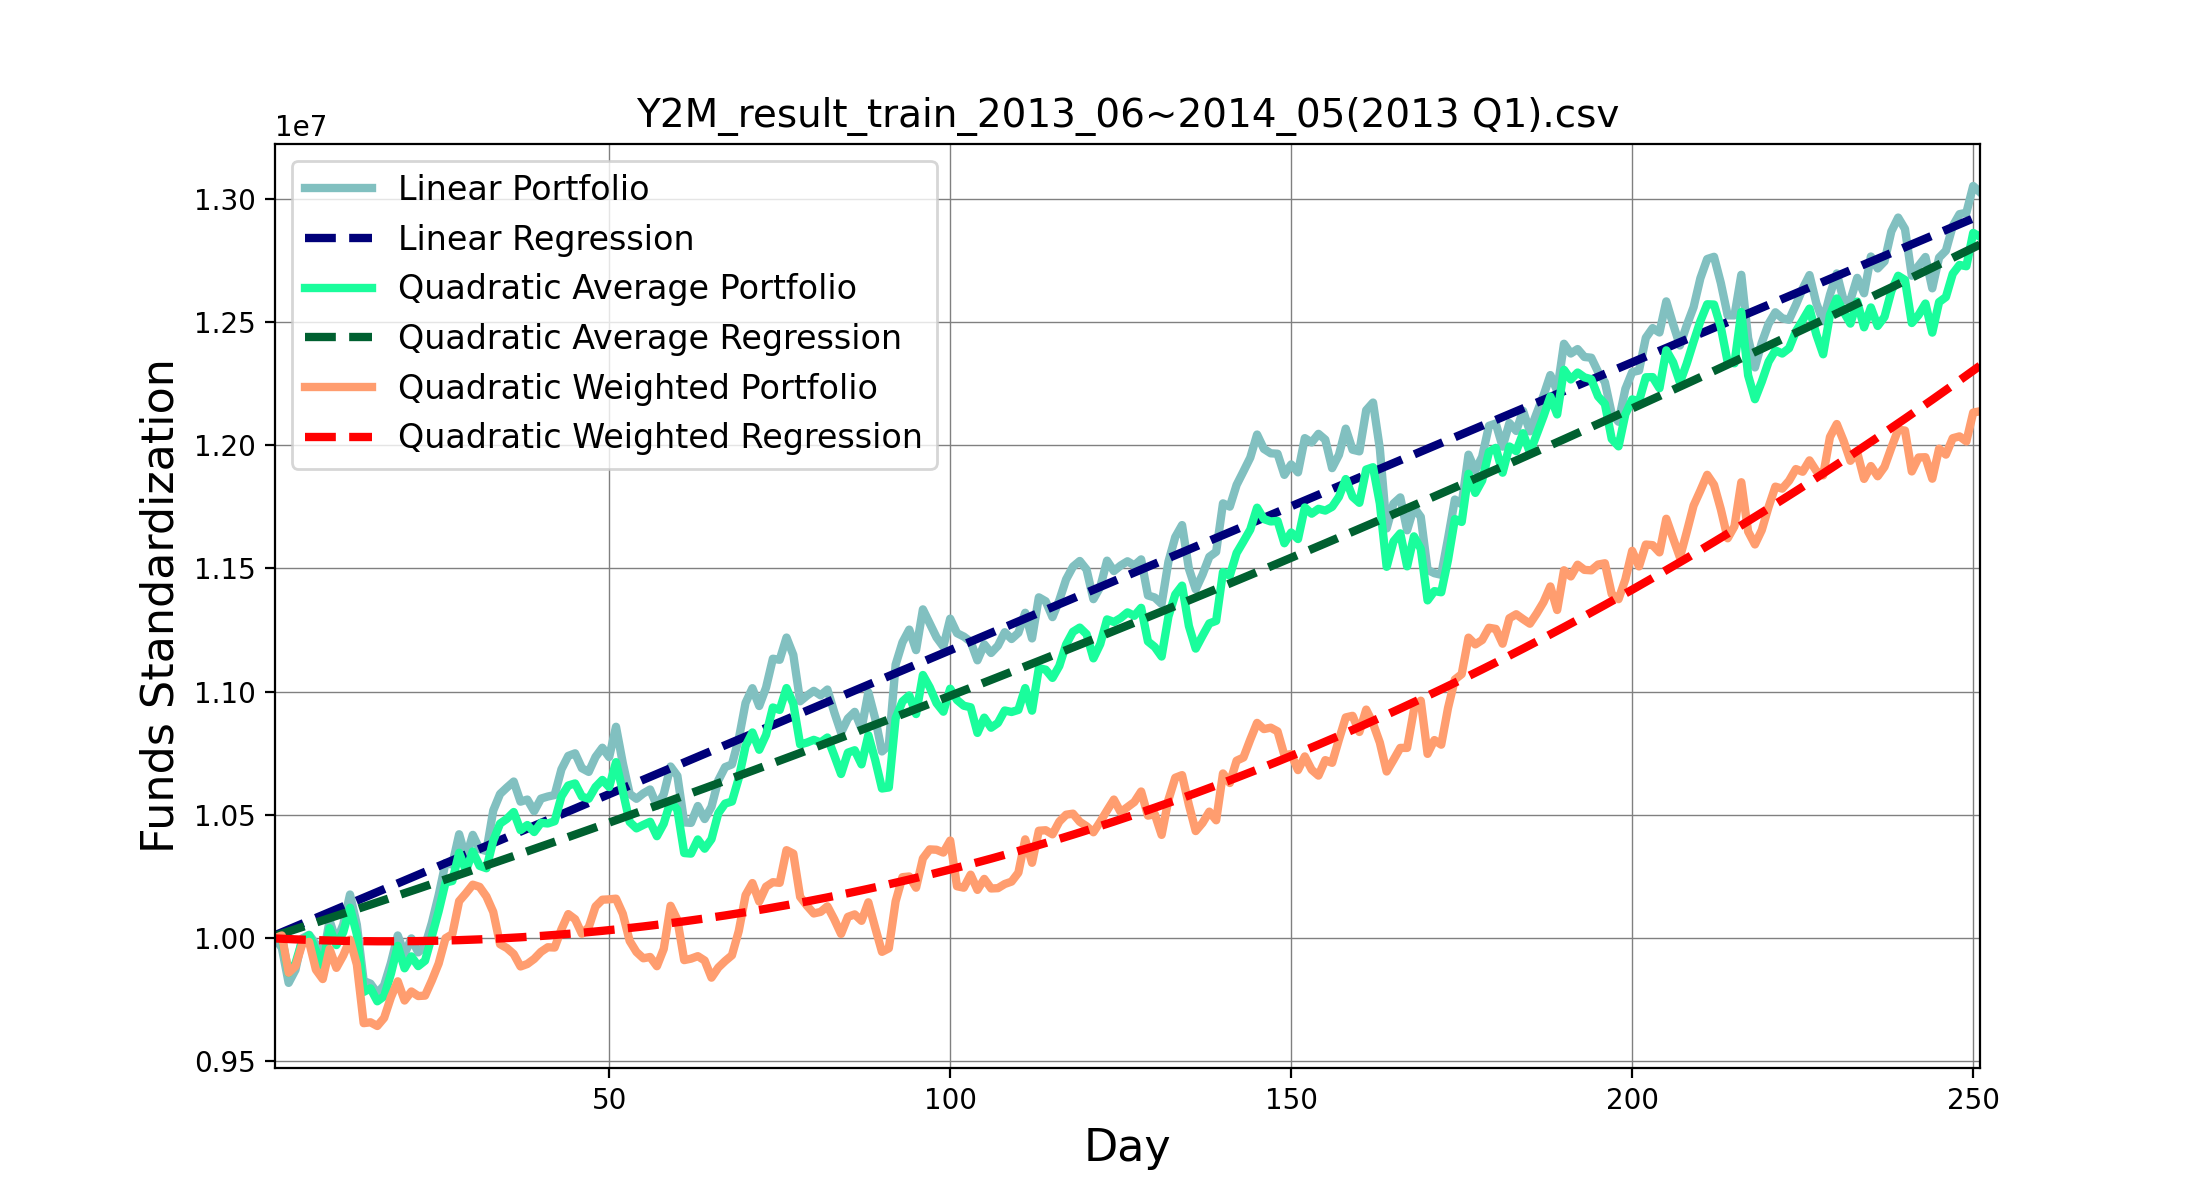 Y2M_result_train_2013_06~2014_05(2013 Q1).csv
1e7
1.30
1.25
1.20
1.15
1.10
1.05
1.00
0.95
Funds Standardization
Linear Portfolio
Linear Regression
Quadratic Average Portfolio
Quadratic Average Regression
Quadratic Weighted Portfolio
Quadratic Weighted Regression
50 100 150 200 250
Day